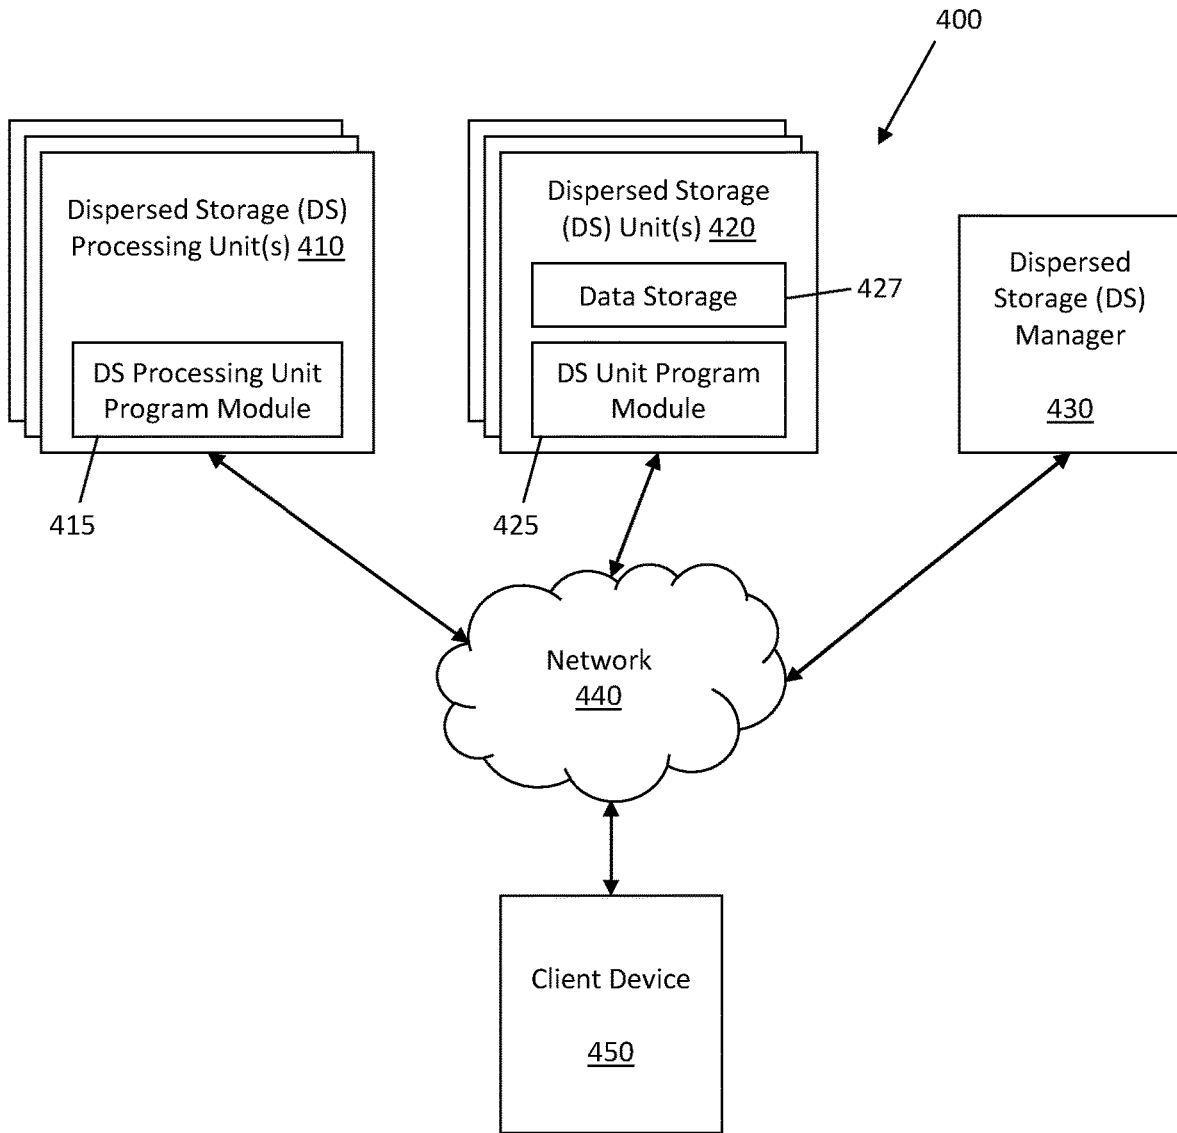 400
Dispersed Storage (DS)
Processing Unit(s) 410
DS Processing Unit
Program Module
415
Dispersed Storage
(DS) Unit(s) 420
Data Storage
427
DS Unit Program
Module
425
Dispersed
Storage (DS)
Manager
430
Network
440
Client Device
450